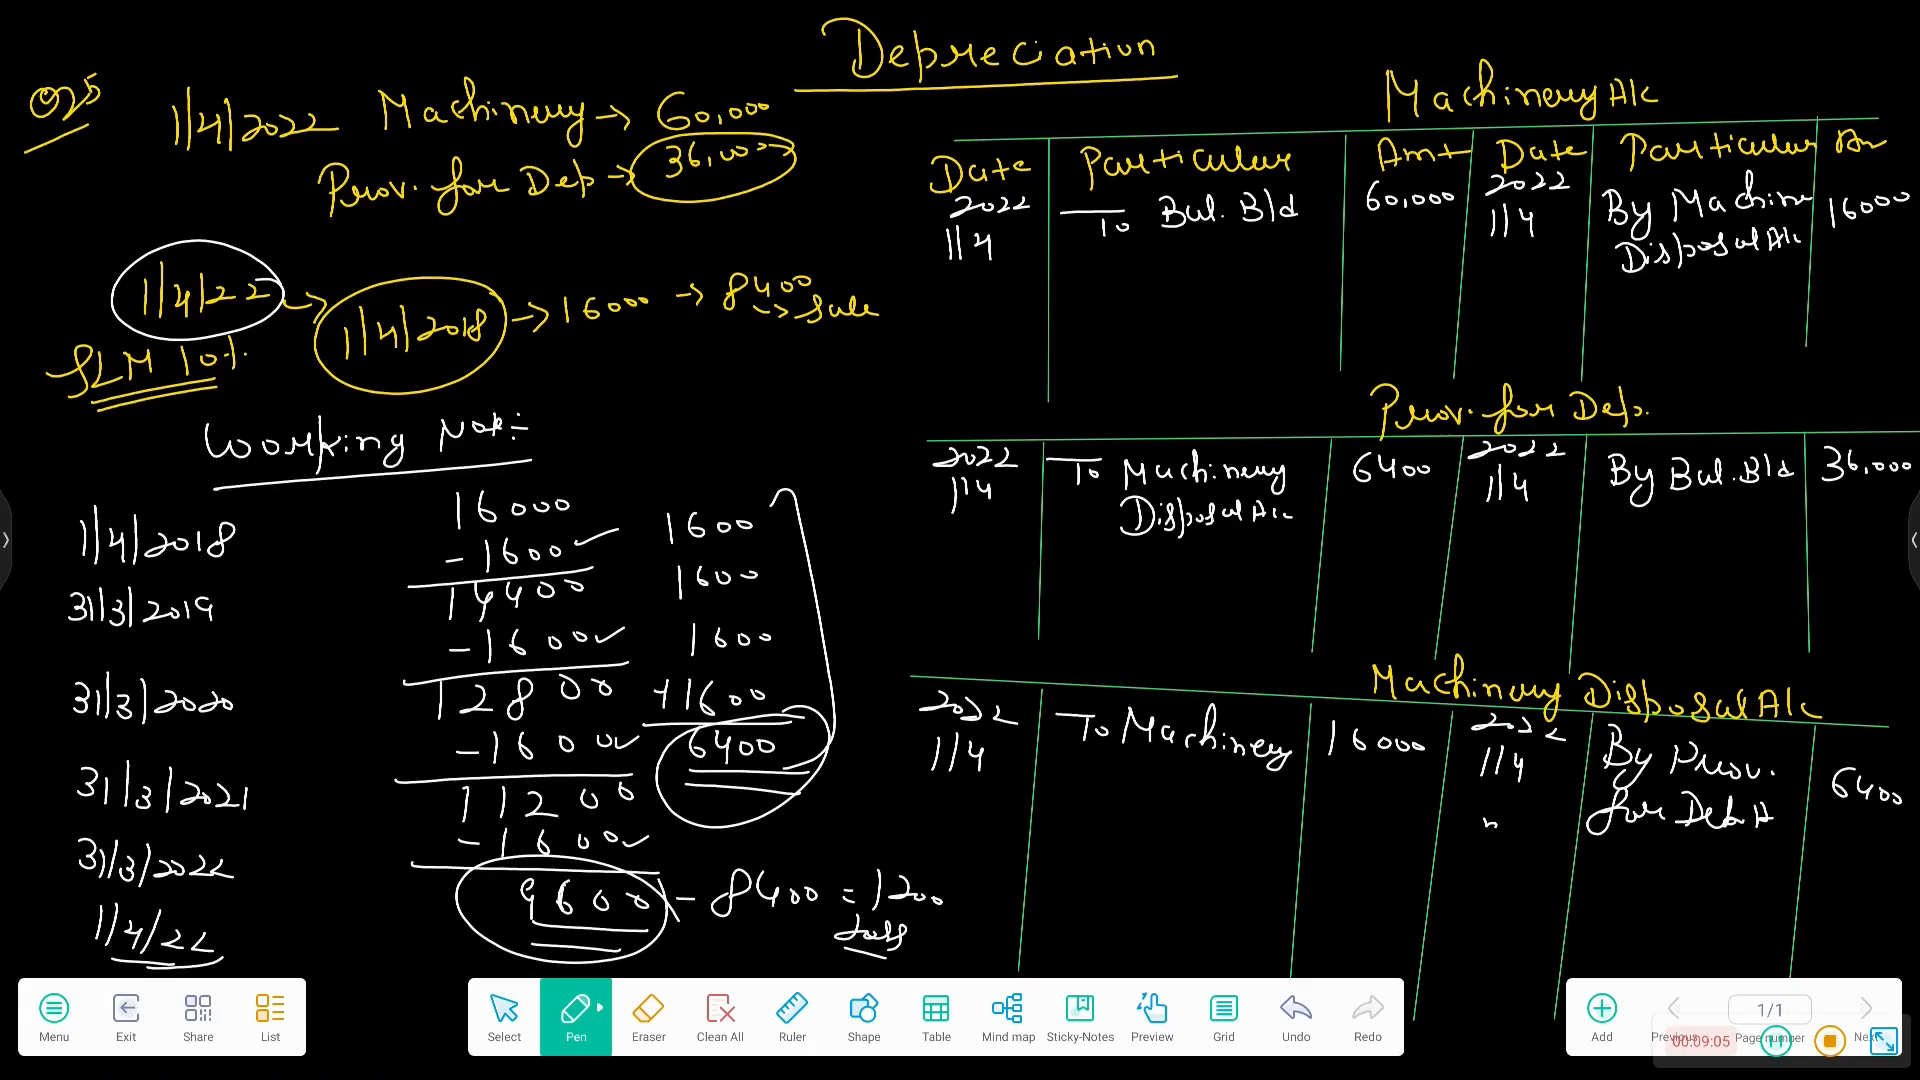 Depreciation
Q25
1/4/2022 Machinery → 60,000
Prov. for Dep → 36,000
1/4/22 → 1/4/2018 → 16000 → 8400
→ Sale
SLM 10%.
Working Note:-
1/4/2018 16000
-1600 1600
31/3/2019 14400 1600
-1600 1600
31/3/2020 12800 +1600
-1600 6400
31/3/2021 11200
-1600
31/3/2022 9600 - 8400 = 1200
loss
1/4/22
Machinery A/c
Date Particular Amt Date Particular Am
2022 To Bal. B/d 60,000 2022 By Machine 16000
1/4 1/4 Disposal A/c
Prov. for Dep.
2022 To Machinery 6400 2022 By Bal. B/d 36,000
1/4 Disposal A/c 1/4
Machinery Disposal A/c
2022 To Machinery 16000 2022 By Prov. 6400
1/4 1/4 for Dep A
"
Menu Exit Share List
Select Pen Eraser Clean All Ruler Shape Table Mind map Sticky-Notes Preview Grid Undo Redo
Add Previous 1/1 Page number Next
00:09:05